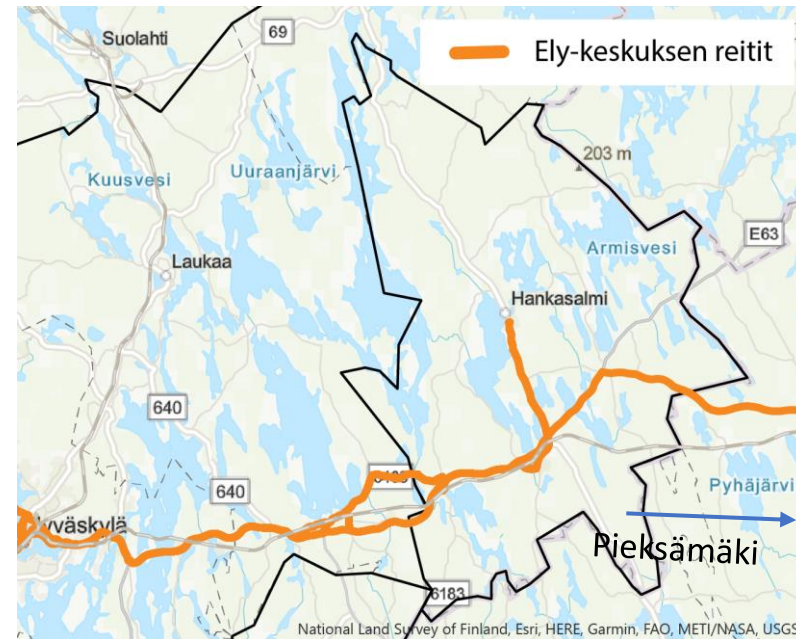 Suolahti
69
Ely-keskuksen reitit
Kuusvesi
Uuraanjärvi
203 m
E63
Armisvesi
Laukaa
Hankasalmi
640
640
Pyhäjärvi
yväskylä
Pieksämäki
6183
National Land Survey of Finland, Esri, HERE, Garmin, FAO, METI/NASA, USGS